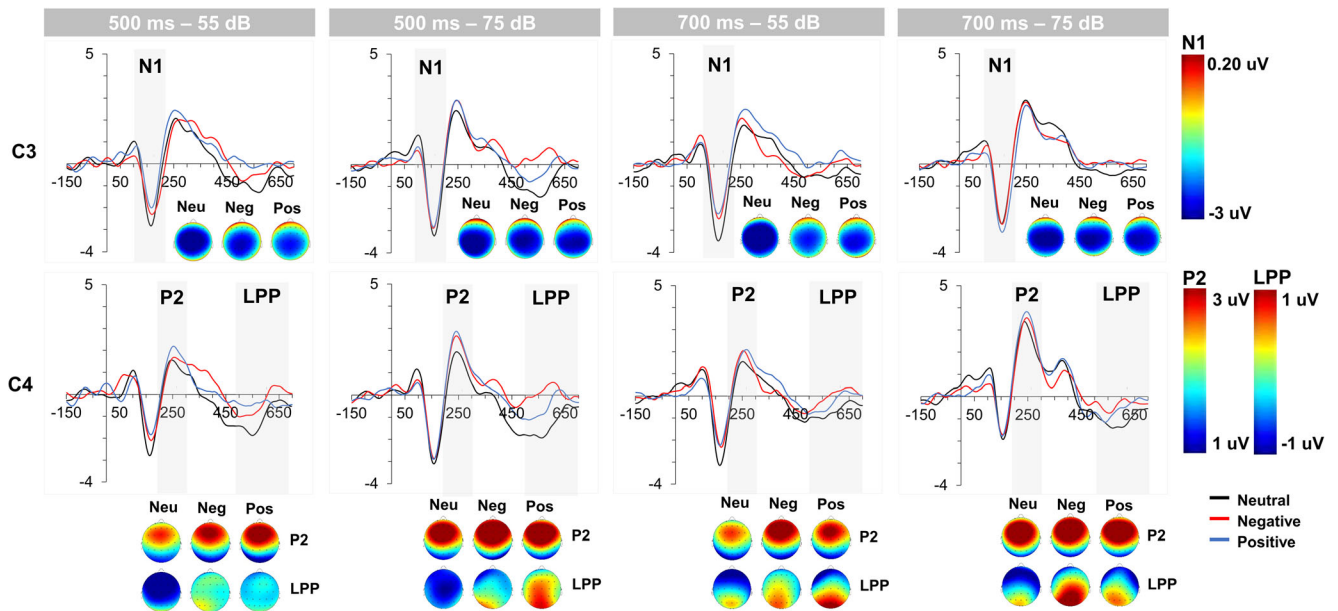 500 ms – 55 dB
500 ms – 75 dB
700 ms – 55 dB
700 ms – 75 dB
C3
5
N1
-150 50 250 450 650
Neu Neg Pos
-4
5
N1
-150 50 250 450 650
Neu Neg Pos
-4
5
N1
-150 50 250 450 650
Neu Neg Pos
-4
5
N1
-150 50 250 450 650
Neu Neg Pos
-4
N1
0.20 uV
-3 uV
C4
5
P2 LPP
-150 50 250 450 650
-4
5
P2 LPP
-150 50 250 450 650
-4
5
P2 LPP
-150 50 250 450 650
-4
5
P2 LPP
-150 50 250 450 650
-4
P2 LPP
3 uV 1 uV
1 uV -1 uV
Neutral
Negative
Positive
Neu Neg Pos
P2
LPP
Neu Neg Pos
P2
LPP
Neu Neg Pos
P2
LPP
Neu Neg Pos
P2
LPP